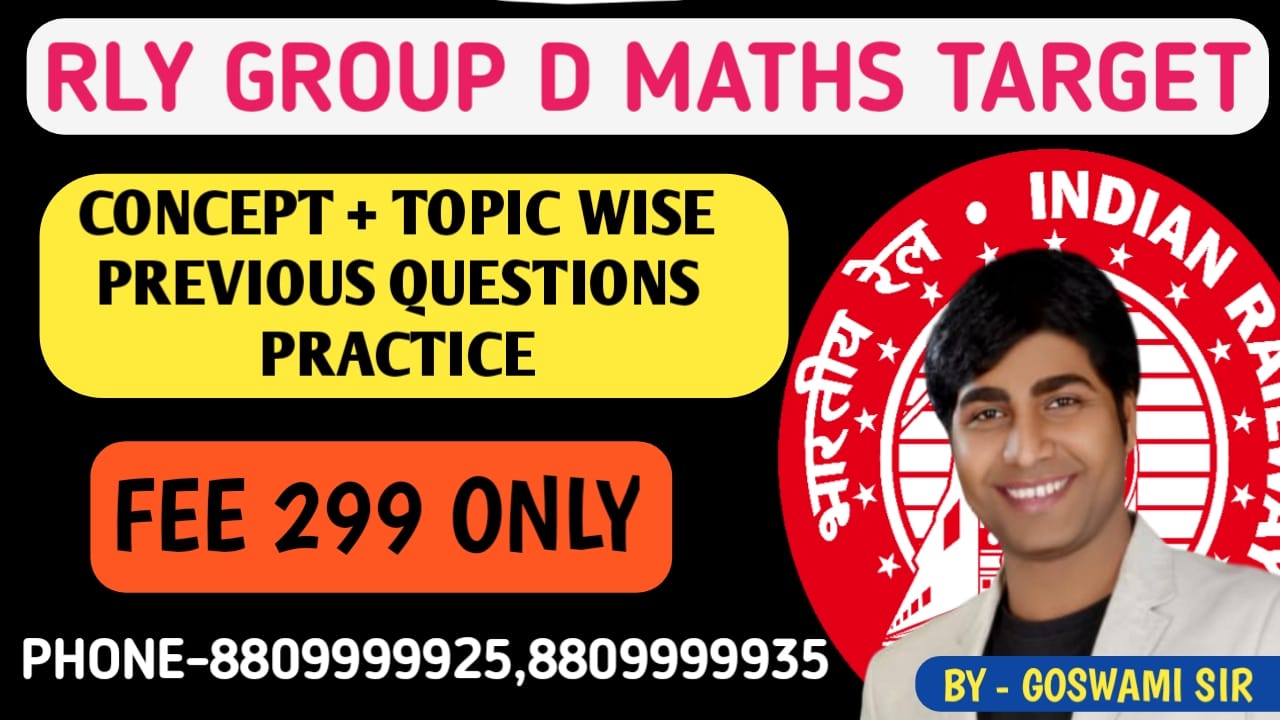 RLY GROUP D MATHS TARGET
CONCEPT + TOPIC WISE
PREVIOUS QUESTIONS
PRACTICE
FEE 299 ONLY
PHONE-8809999925,8809999935
भारतीय रेल • INDIAN RAILWAY
BY - GOSWAMI SIR